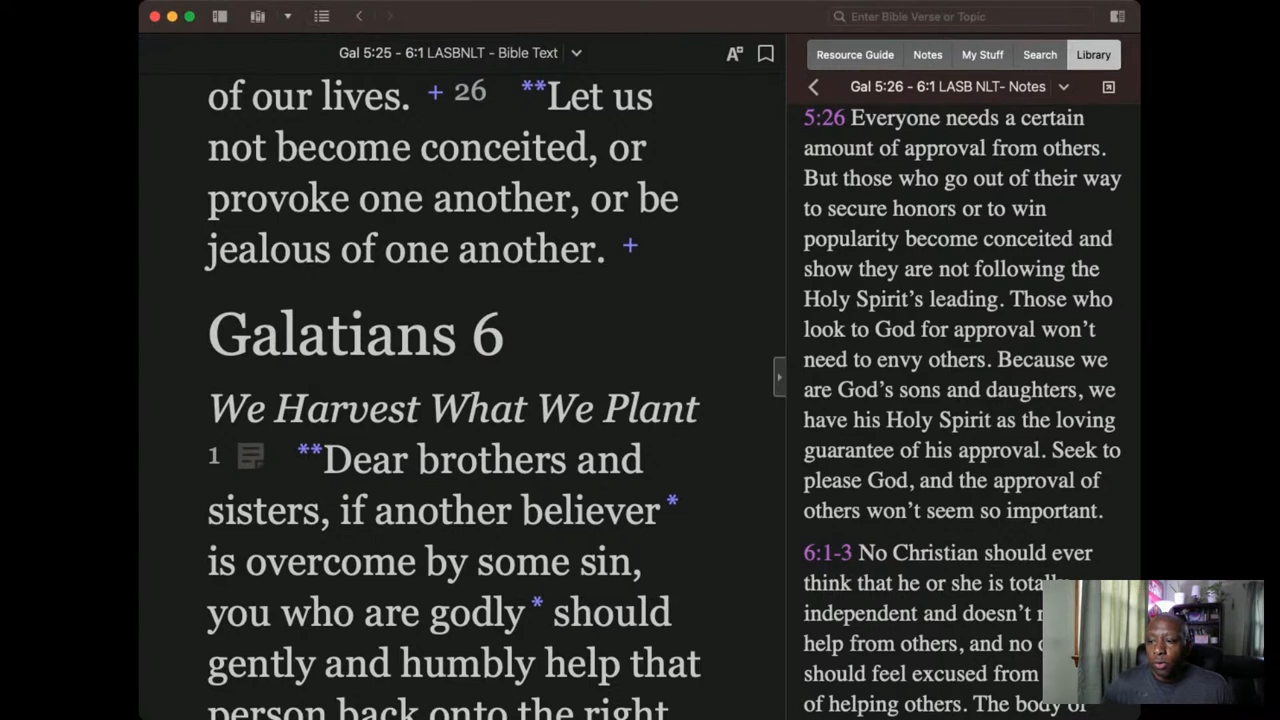 Enter Bible Verse or Topic
Gal 5:25 - 6:1 LASBNLT - Bible Text
of our lives. + 26 **Let us
not become conceited, or
provoke one another, or be
jealous of one another. +
Galatians 6
We Harvest What We Plant
1 **Dear brothers and
sisters, if another believer*
is overcome by some sin,
you who are godly* should
gently and humbly help that
person back onto the right
Resource Guide Notes My Stuff Search Library
Gal 5:26 - 6:1 LASB NLT- Notes
5:26 Everyone needs a certain
amount of approval from others.
But those who go out of their way
to secure honors or to win
popularity become conceited and
show they are not following the
Holy Spirit’s leading. Those who
look to God for approval won’t
need to envy others. Because we
are God’s sons and daughters, we
have his Holy Spirit as the loving
guarantee of his approval. Seek to
please God, and the approval of
others won’t seem so important.
6:1-3 No Christian should ever
think that he or she is totally
independent and doesn’t
help from others, and no
should feel excused from
of helping others. The body of